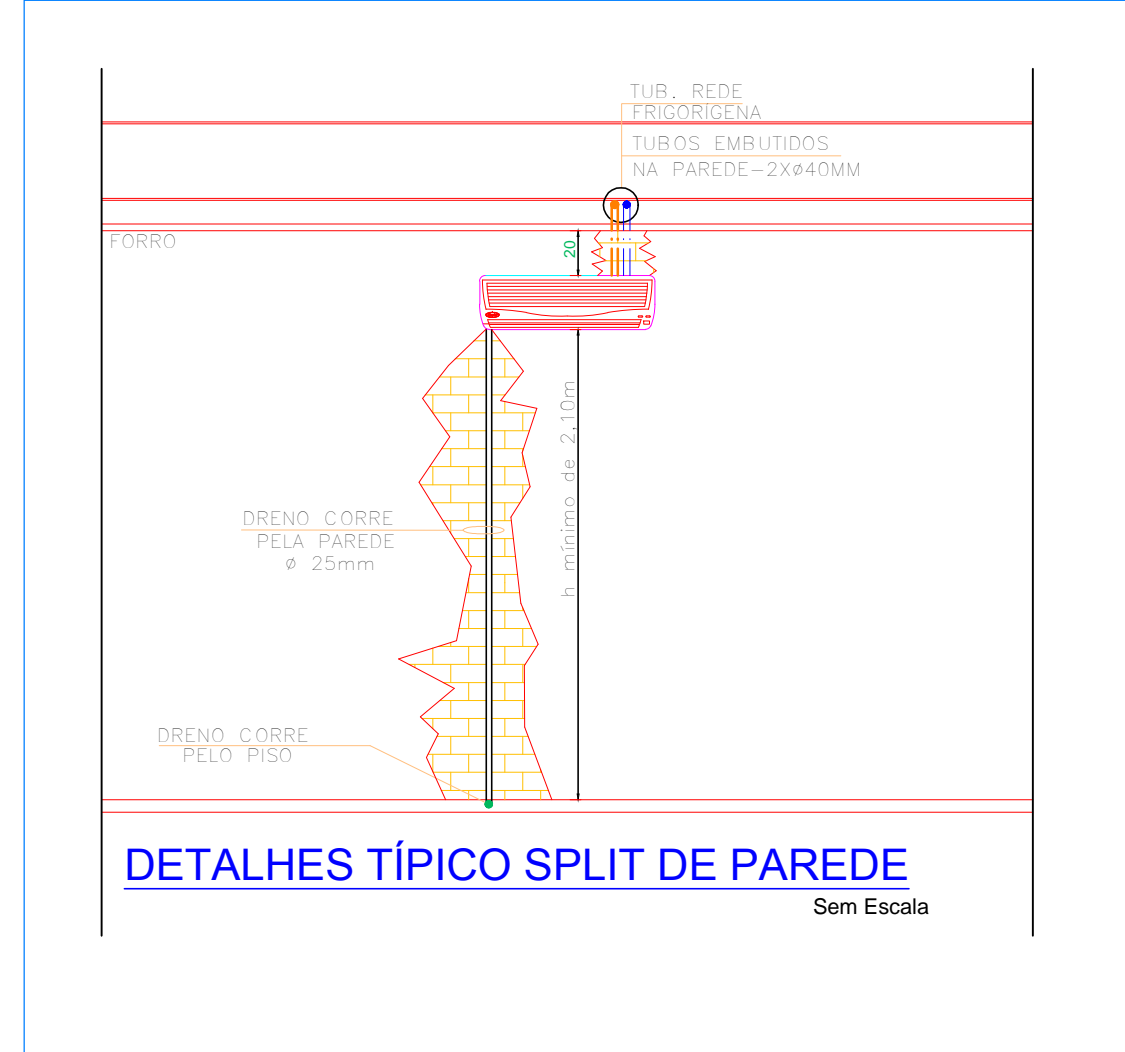 TUB. REDE
FRIGORÍGENA
TUBOS EMBUTIDOS
NA PAREDE-2Xø40MM
FORRO
20
h mínimo de 2,10m
DRENO CORRE
PELA PAREDE
ø 25mm
DRENO CORRE
PELO PISO
DETALHES TÍPICO SPLIT DE PAREDE
Sem Escala